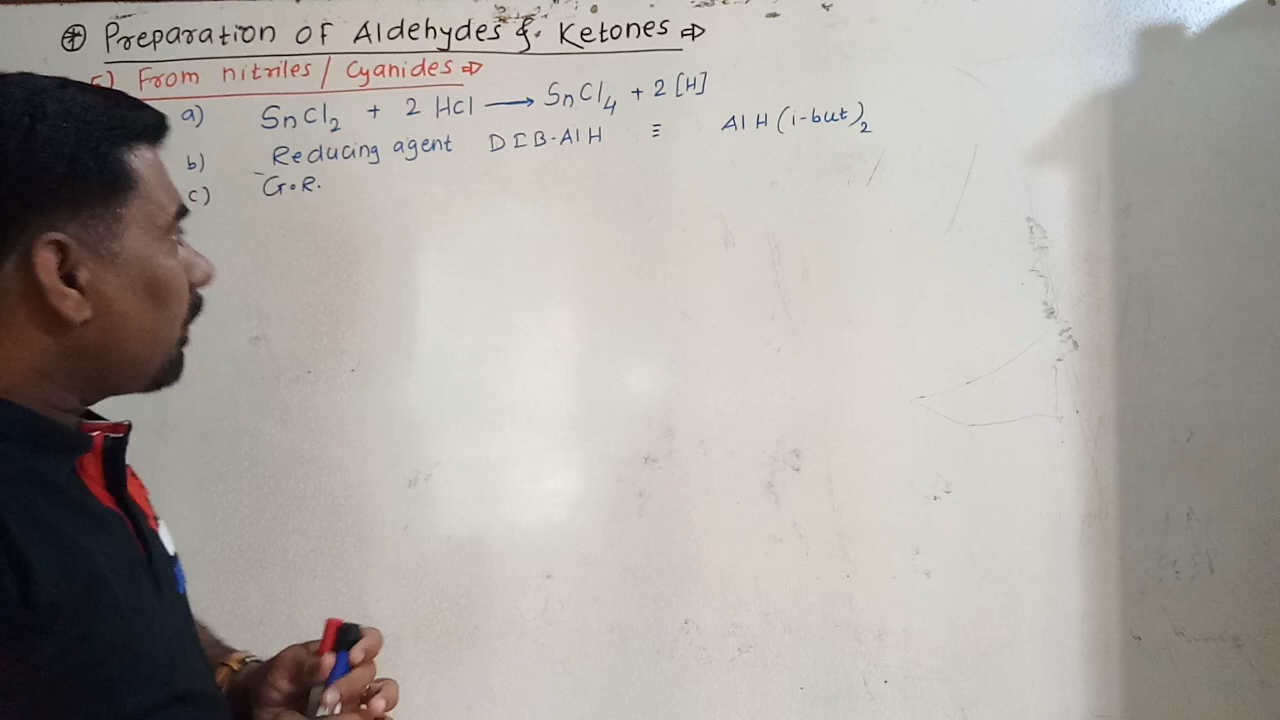 ⊕ Preparation of Aldehydes & Ketones ⇒
5) From nitriles / Cyanides ⇒
a) SnCl₂ + 2 HCl ⟶ SnCl₄ + 2 [H]
b) Reducing agent DIB-AlH ≡ AlH(i-but)₂
c) G.R.